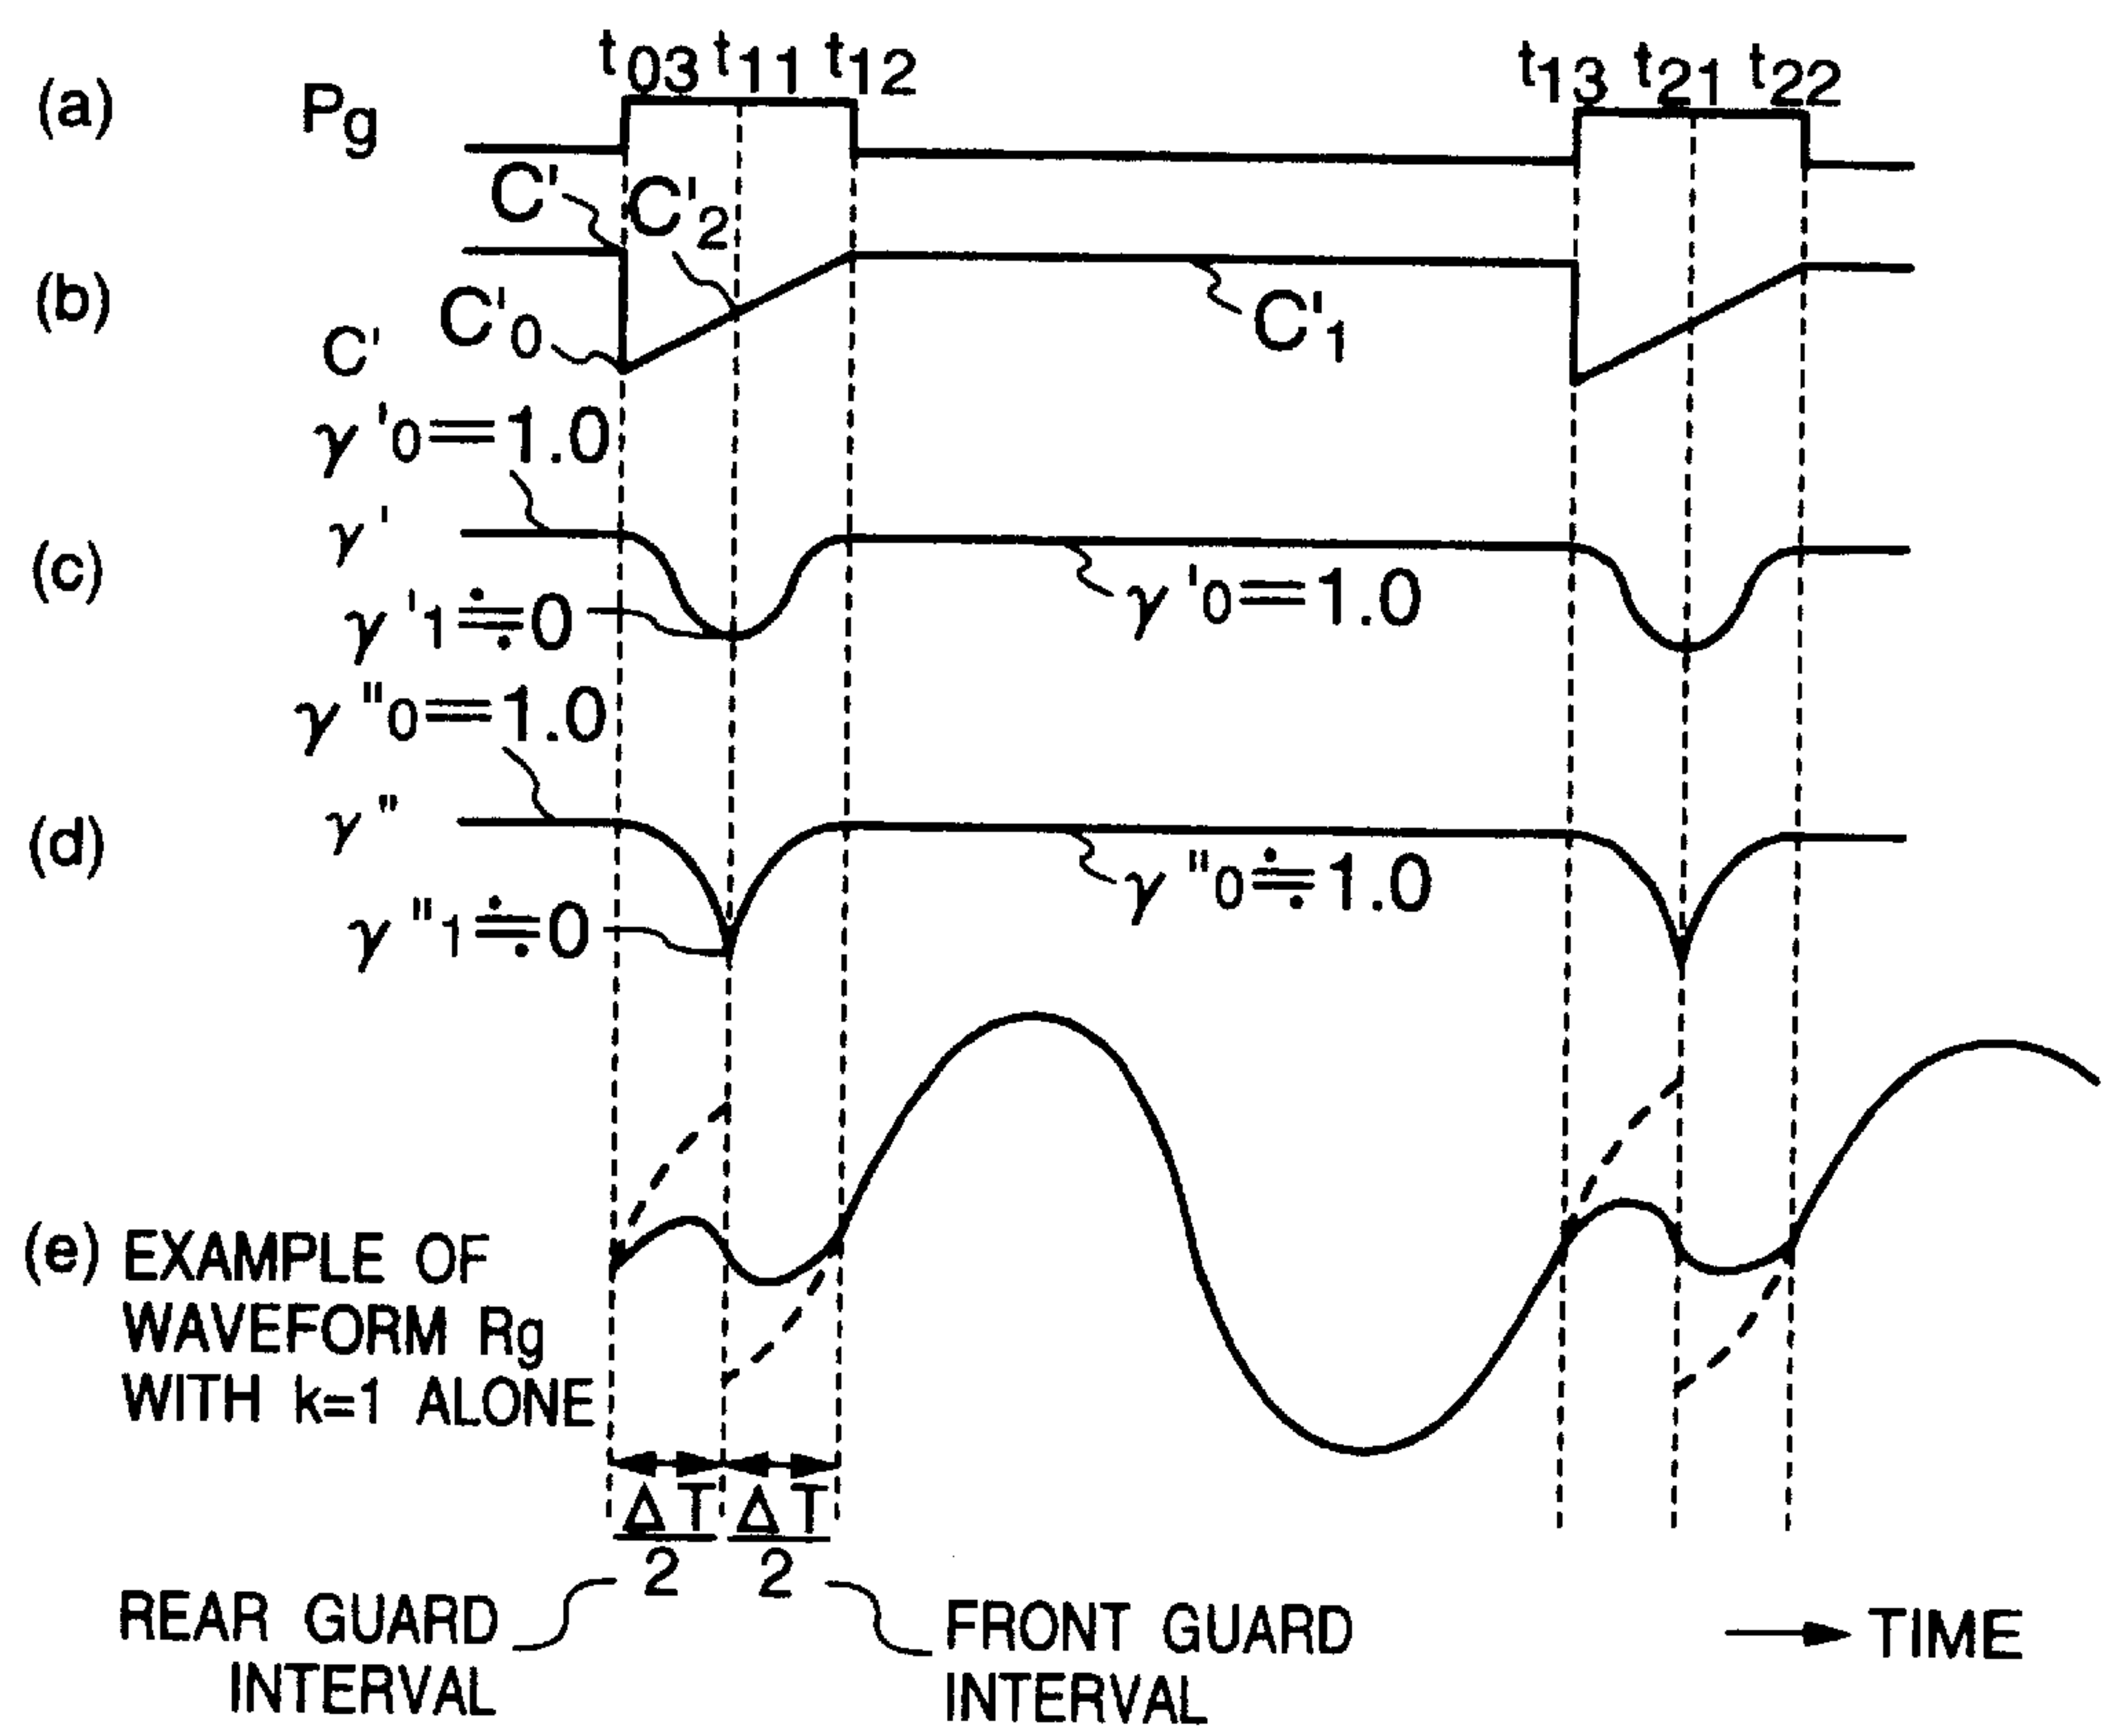 t03 t11 t12 t13 t21 t22
(a) Pg
C' C'2
(b) C' C'0 C'1
γ'0=1.0
γ'
(c) γ'1≒0 γ'0=1.0
γ"0=1.0
γ"
(d) γ"1≒0 γ"0≒1.0
(e) EXAMPLE OF
WAVEFORM Rg
WITH k=1 ALONE
ΔT/2 ΔT/2
REAR GUARD
INTERVAL
FRONT GUARD
INTERVAL
TIME